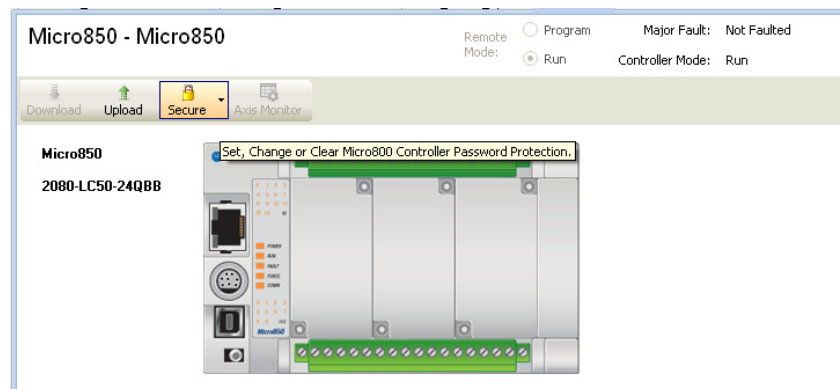 Micro850 - Micro850
Remote Mode:
Program
Run
Major Fault: Not Faulted
Controller Mode: Run
Download Upload Secure Axis Monitor
Set, Change or Clear Micro800 Controller Password Protection.
Micro850
2080-LC50-24QBB
POWER
RUN
FAULT
FORCE
COMM
Micro850